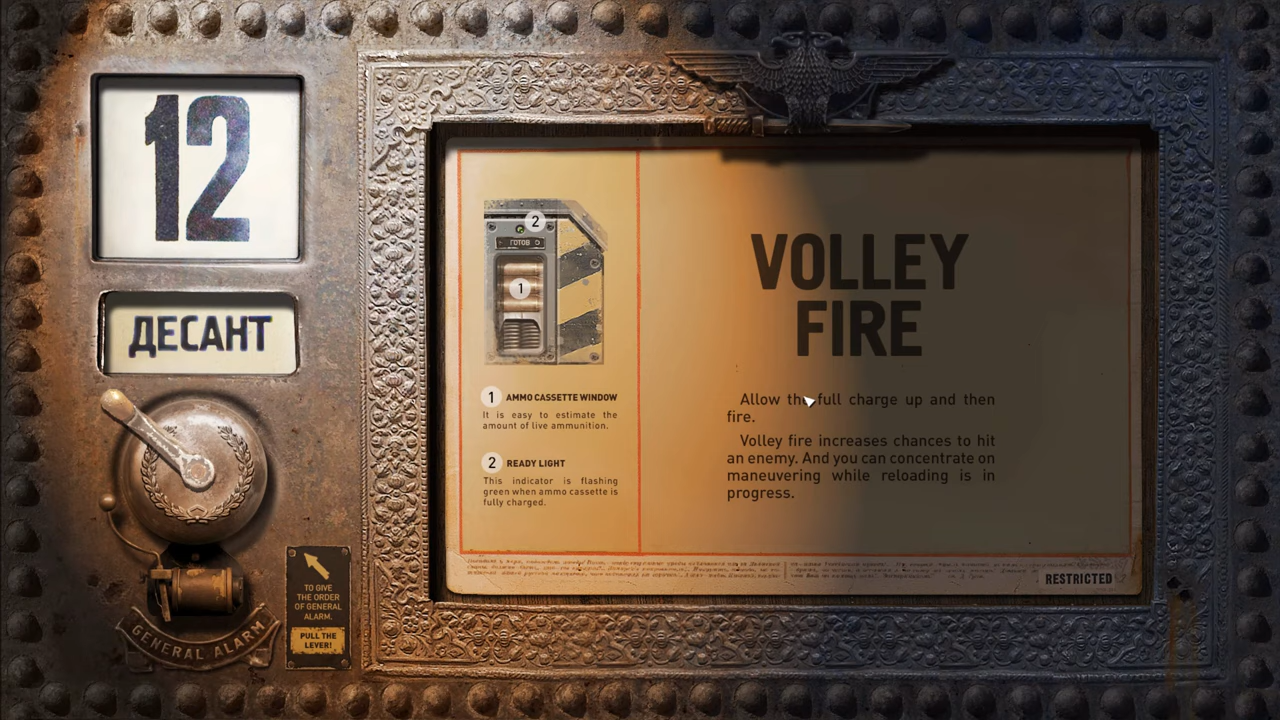 12
ДЕСАНТ
GENERAL ALARM
TO GIVE
THE ORDER
OF GENERAL
ALARM.
PULL THE
LEVER!
2
ГОТОВ
1
1 AMMO CASSETTE WINDOW
It is easy to estimate the
amount of live ammunition.
2 READY LIGHT
This indicator is flashing
green when ammo cassette is
fully charged.
VOLLEY
FIRE
Allow the full charge up and then
fire.
Volley fire increases chances to hit
an enemy. And you can concentrate on
maneuvering while reloading is in
progress.
RESTRICTED